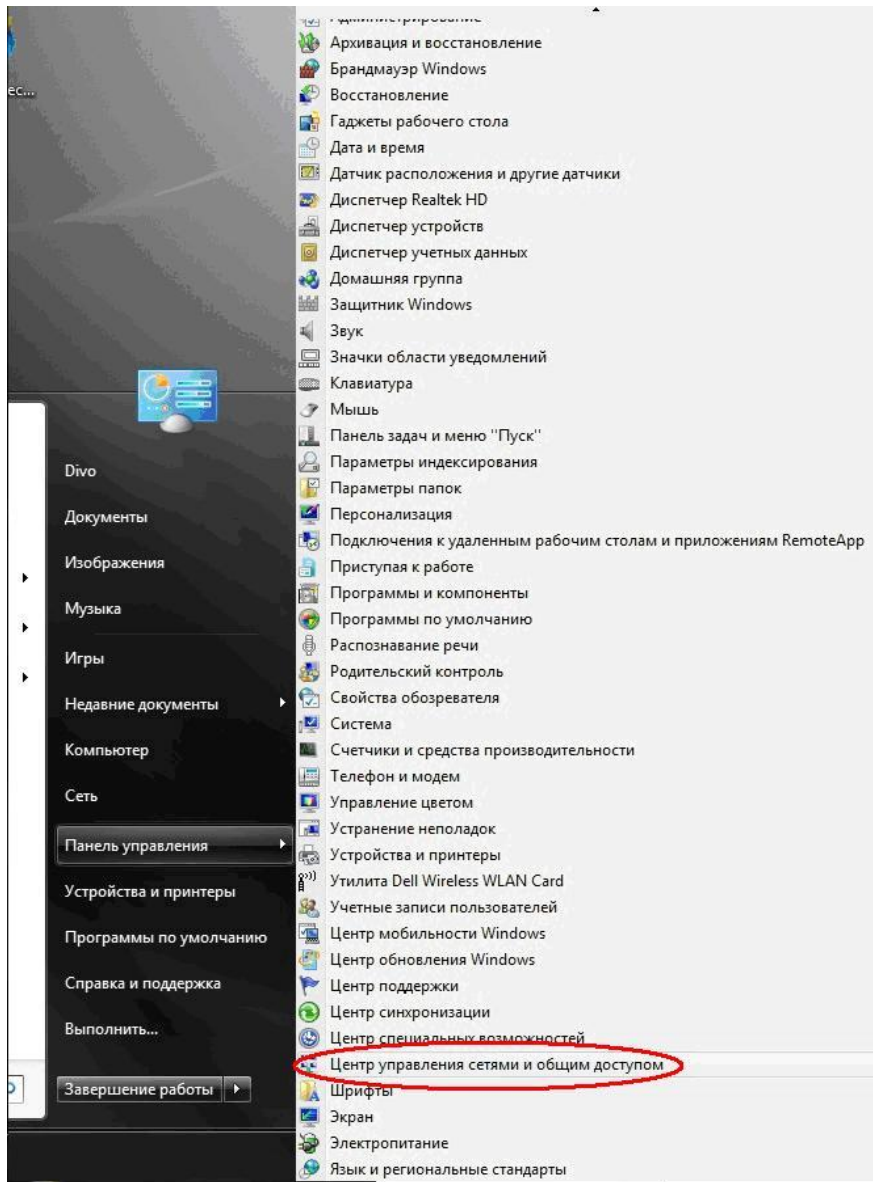 ес...
Divo
Документы
Изображения
Музыка
Игры
Недавние документы
Компьютер
Сеть
Панель управления
Устройства и принтеры
Программы по умолчанию
Справка и поддержка
Выполнить...
Завершение работы
Администрирование
Архивация и восстановление
Брандмауэр Windows
Восстановление
Гаджеты рабочего стола
Дата и время
Датчик расположения и другие датчики
Диспетчер Realtek HD
Диспетчер устройств
Диспетчер учетных данных
Домашняя группа
Защитник Windows
Звук
Значки области уведомлений
Клавиатура
Мышь
Панель задач и меню ''Пуск''
Параметры индексирования
Параметры папок
Персонализация
Подключения к удаленным рабочим столам и приложениям RemoteApp
Приступая к работе
Программы и компоненты
Программы по умолчанию
Распознавание речи
Родительский контроль
Свойства обозревателя
Система
Счетчики и средства производительности
Телефон и модем
Управление цветом
Устранение неполадок
Устройства и принтеры
Утилита Dell Wireless WLAN Card
Учетные записи пользователей
Центр мобильности Windows
Центр обновления Windows
Центр поддержки
Центр синхронизации
Центр специальных возможностей
Центр управления сетями и общим доступом
Шрифты
Экран
Электропитание
Язык и региональные стандарты